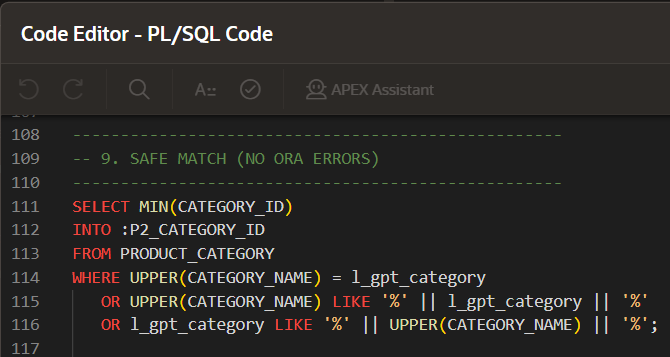 Code Editor - PL/SQL Code
A APEX Assistant
108 --------------------------------------------------
109 -- 9. SAFE MATCH (NO ORA ERRORS)
110 --------------------------------------------------
111 SELECT MIN(CATEGORY_ID)
112 INTO :P2_CATEGORY_ID
113 FROM PRODUCT_CATEGORY
114 WHERE UPPER(CATEGORY_NAME) = l_gpt_category
115    OR UPPER(CATEGORY_NAME) LIKE '%' || l_gpt_category || '%'
116    OR l_gpt_category LIKE '%' || UPPER(CATEGORY_NAME) || '%';
117